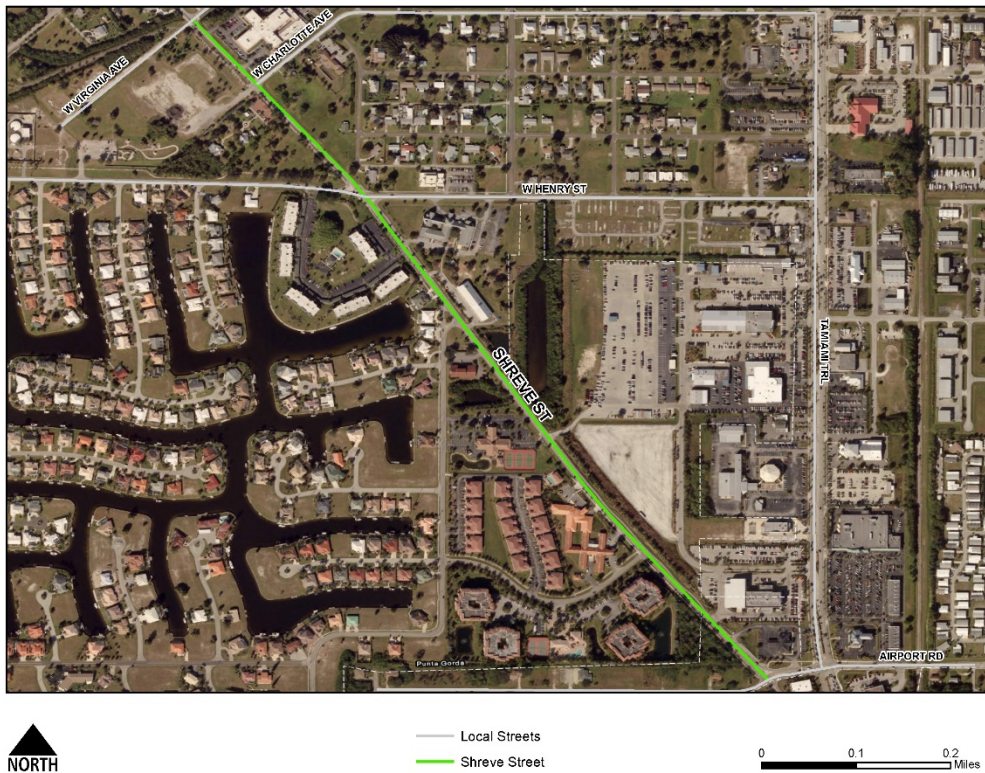 W VIRGINIA AVE
W CHARLOTTE AVE
W HENRY ST
SHREVE ST
TAMIAMI TRL
AIRPORT RD
Punta Gorda
NORTH
Local Streets
Shreve Street
0 0.1 0.2
Miles